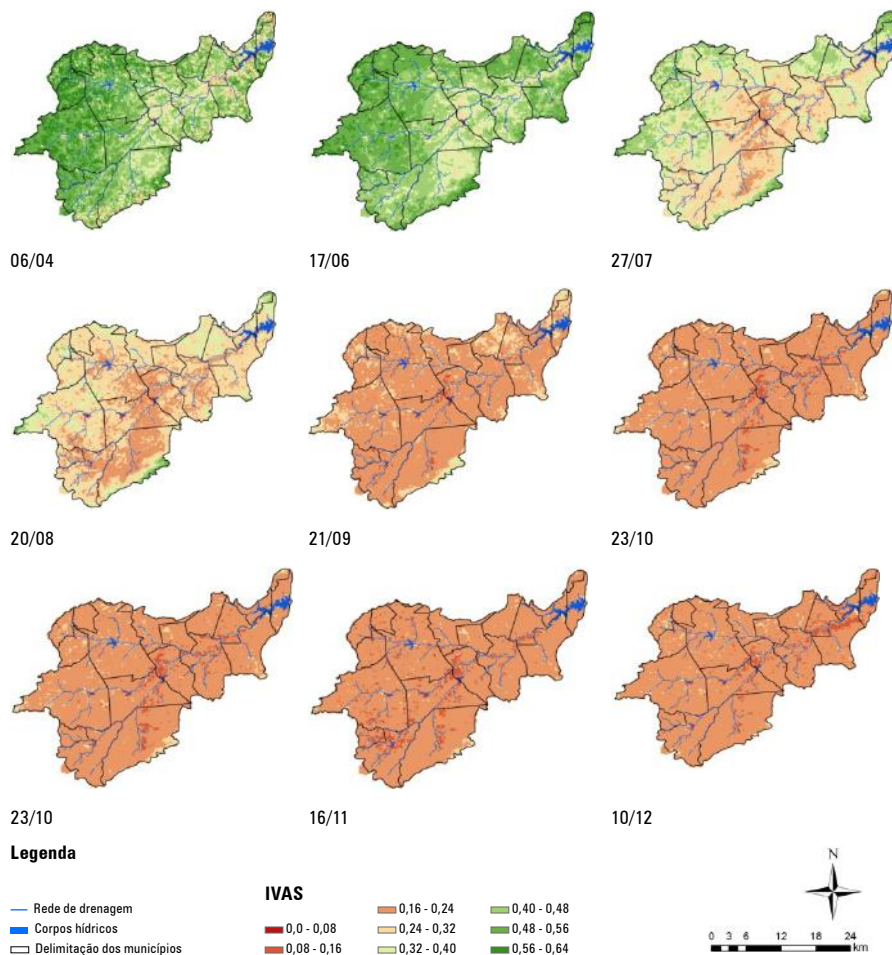 06/04
17/06
27/07
20/08
21/09
23/10
23/10
16/11
10/12
Legenda
Rede de drenagem
Corpos hídricos
Delimitação dos municípios
IVAS
0,0 - 0,08
0,08 - 0,16
0,16 - 0,24
0,24 - 0,32
0,32 - 0,40
0,40 - 0,48
0,48 - 0,56
0,56 - 0,64
N
0 3 6 12 18 24
km